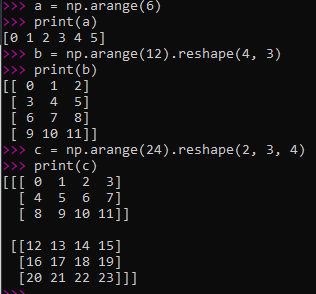 >>> a = np.arange(6)
>>> print(a)
[0 1 2 3 4 5]
>>> b = np.arange(12).reshape(4, 3)
>>> print(b)
[[ 0  1  2]
 [ 3  4  5]
 [ 6  7  8]
 [ 9 10 11]]
>>> c = np.arange(24).reshape(2, 3, 4)
>>> print(c)
[[[ 0  1  2  3]
  [ 4  5  6  7]
  [ 8  9 10 11]]

 [[12 13 14 15]
  [16 17 18 19]
  [20 21 22 23]]]
>>>